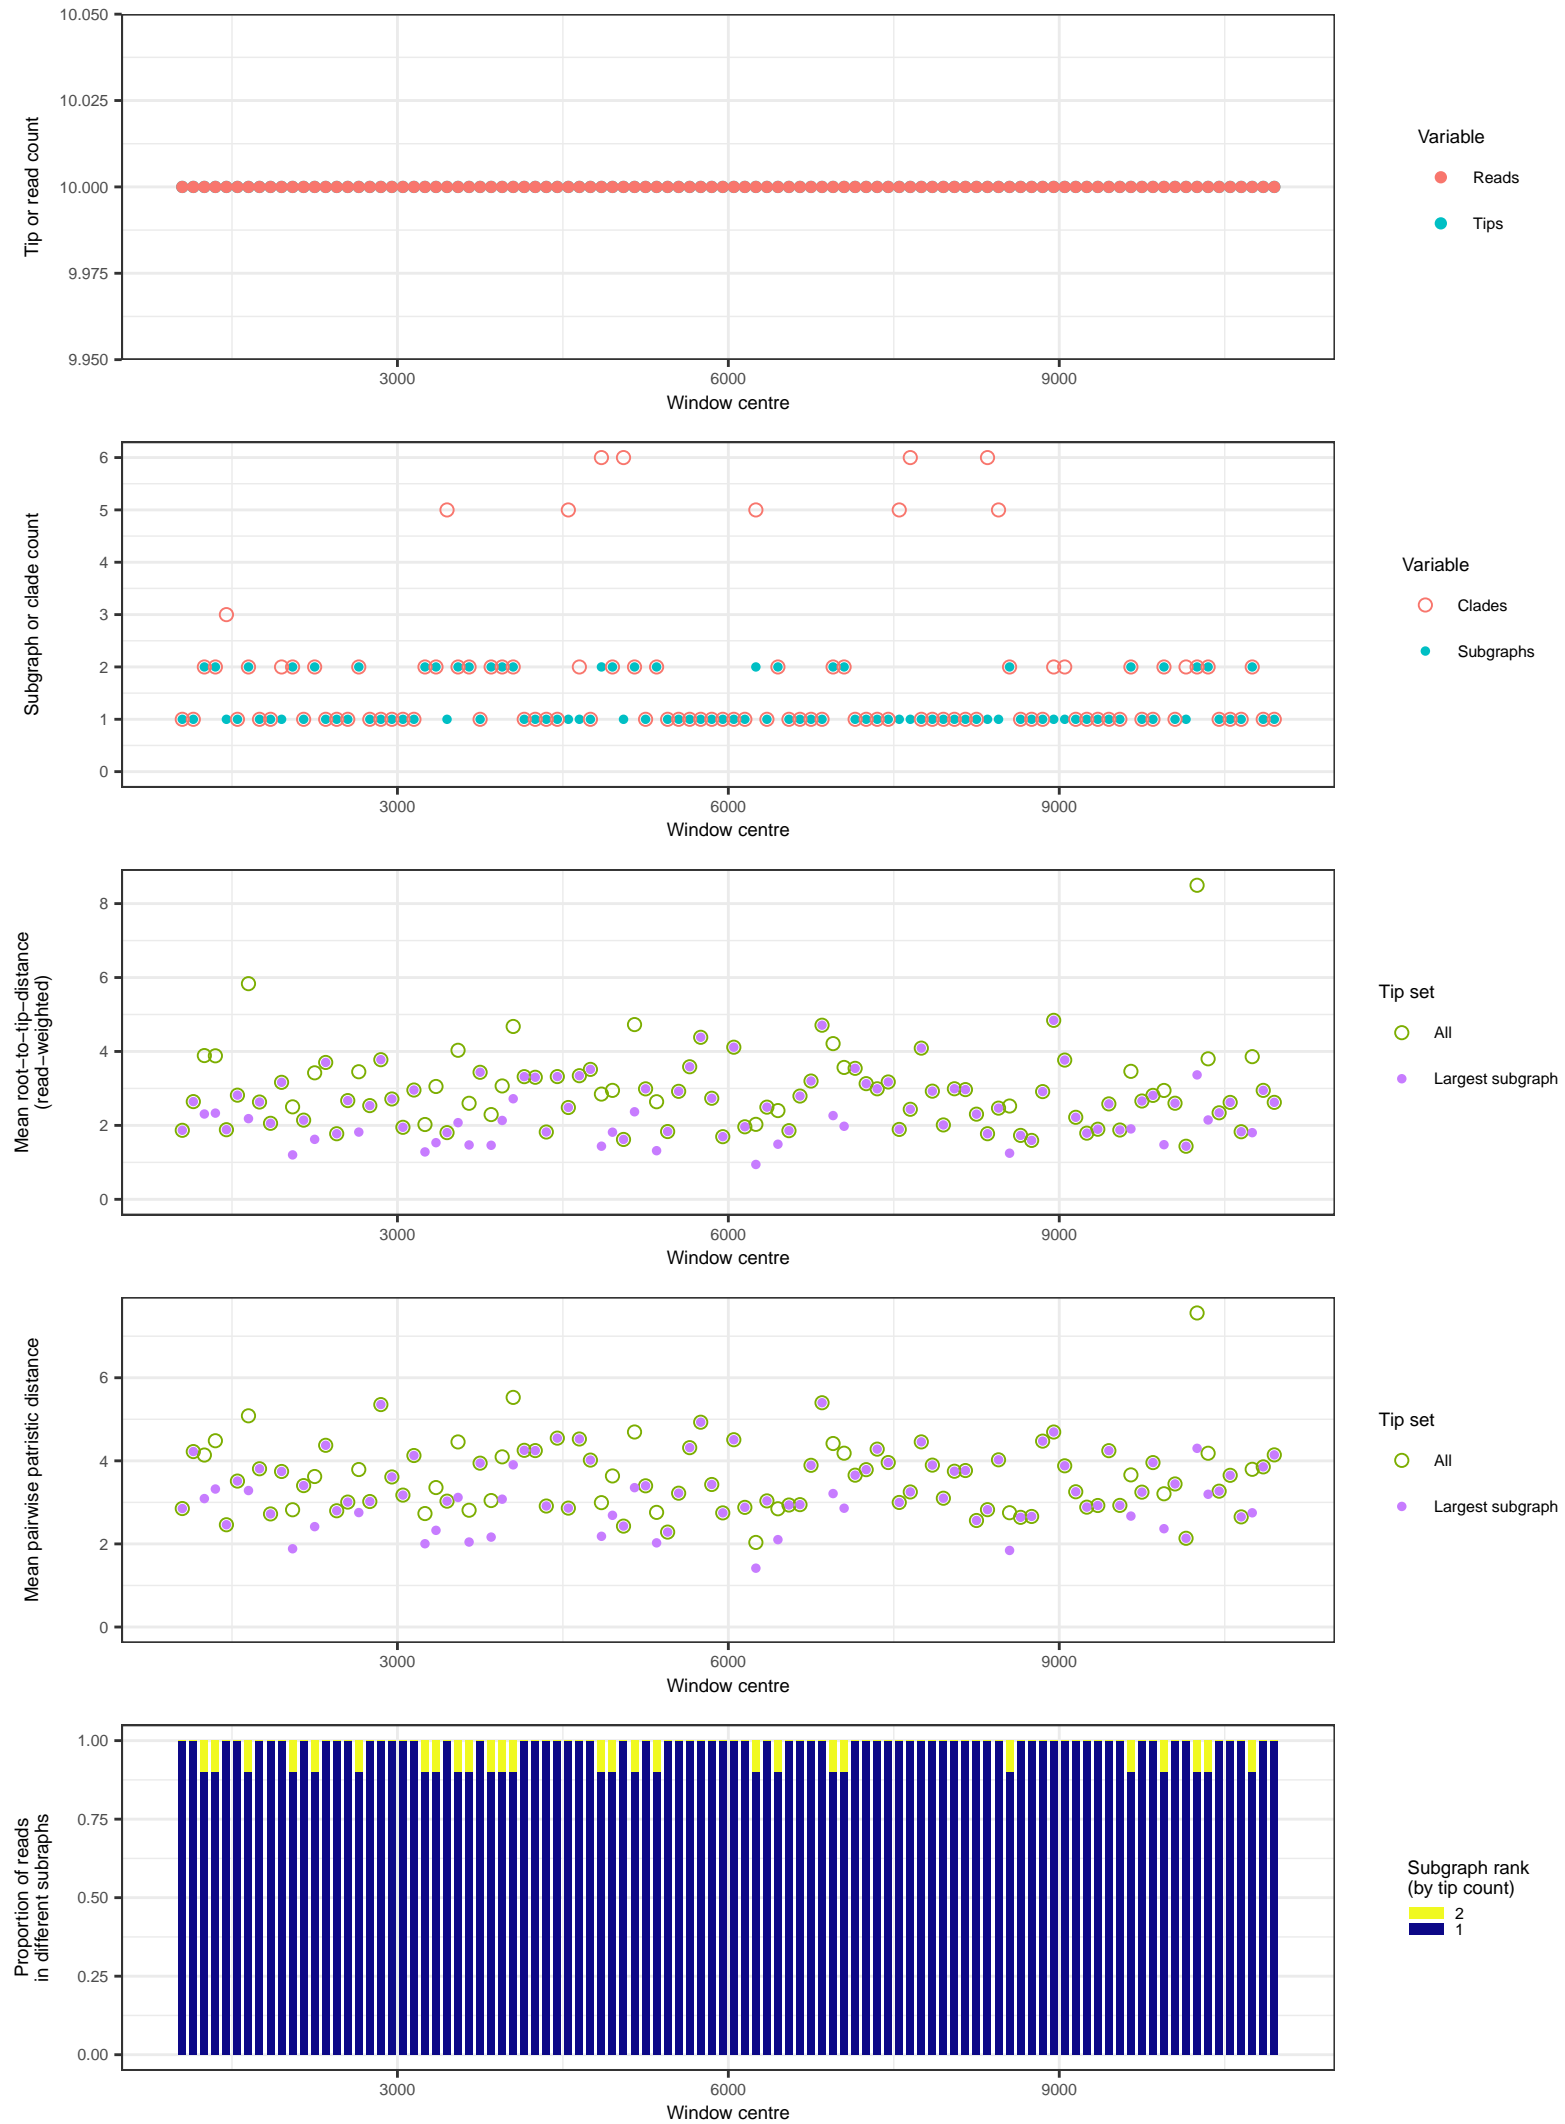 10.050
10.025
10.000
9.975
9.950
Tip or read count
3000 6000 9000
Window centre
Variable
Reads
Tips
6
5
4
3
2
1
0
Subgraph or clade count
3000 6000 9000
Window centre
Variable
Clades
Subgraphs
8
6
4
2
0
Mean root−to−tip−distance
(read−weighted)
3000 6000 9000
Window centre
Tip set
All
Largest subgraph
6
4
2
0
Mean pairwise patristic distance
3000 6000 9000
Window centre
Tip set
All
Largest subgraph
1.00
0.75
0.50
0.25
0.00
Proportion of reads
in different subraphs
3000 6000 9000
Window centre
Subgraph rank
(by tip count)
2
1